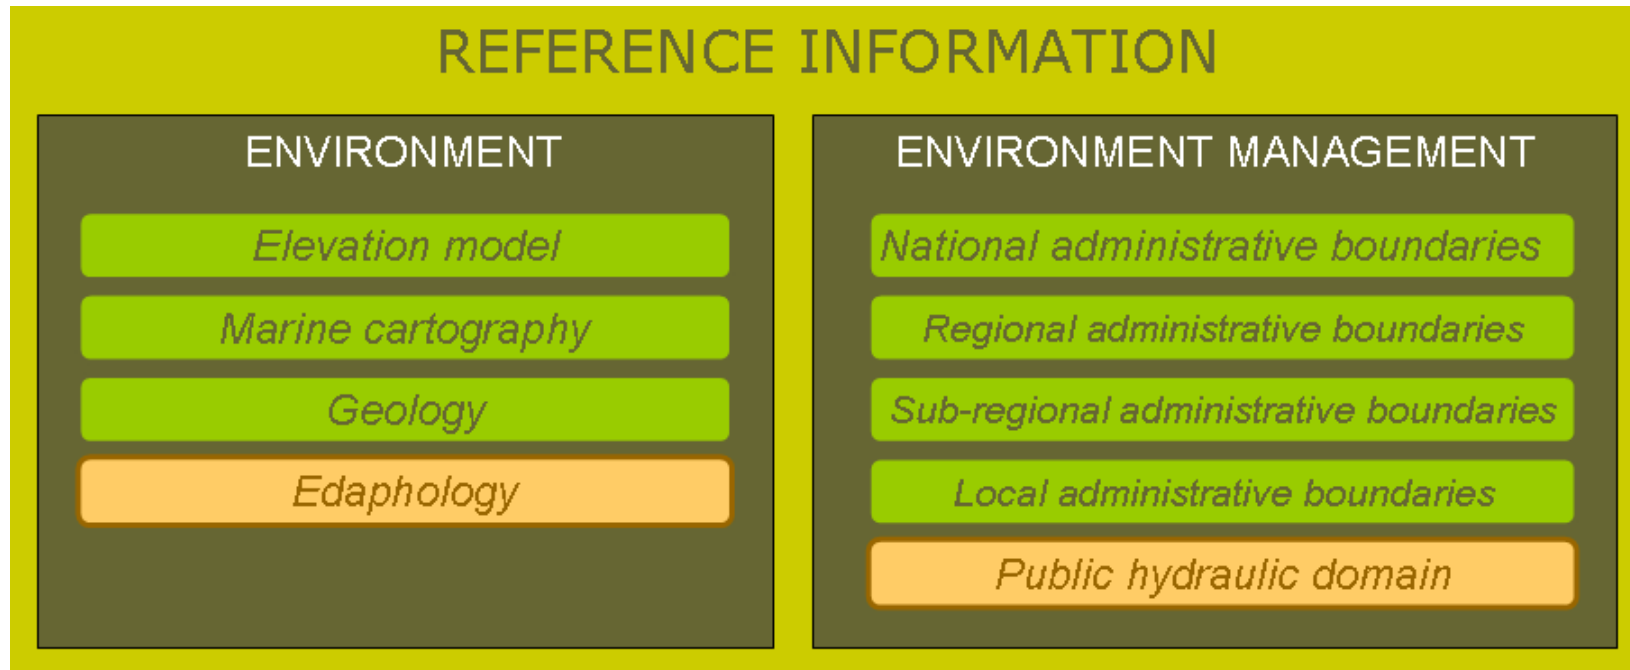 REFERENCE INFORMATION
ENVIRONMENT
Elevation model
Marine cartography
Geology
Edaphology
ENVIRONMENT MANAGEMENT
National administrative boundaries
Regional administrative boundaries
Sub-regional administrative boundaries
Local administrative boundaries
Public hydraulic domain